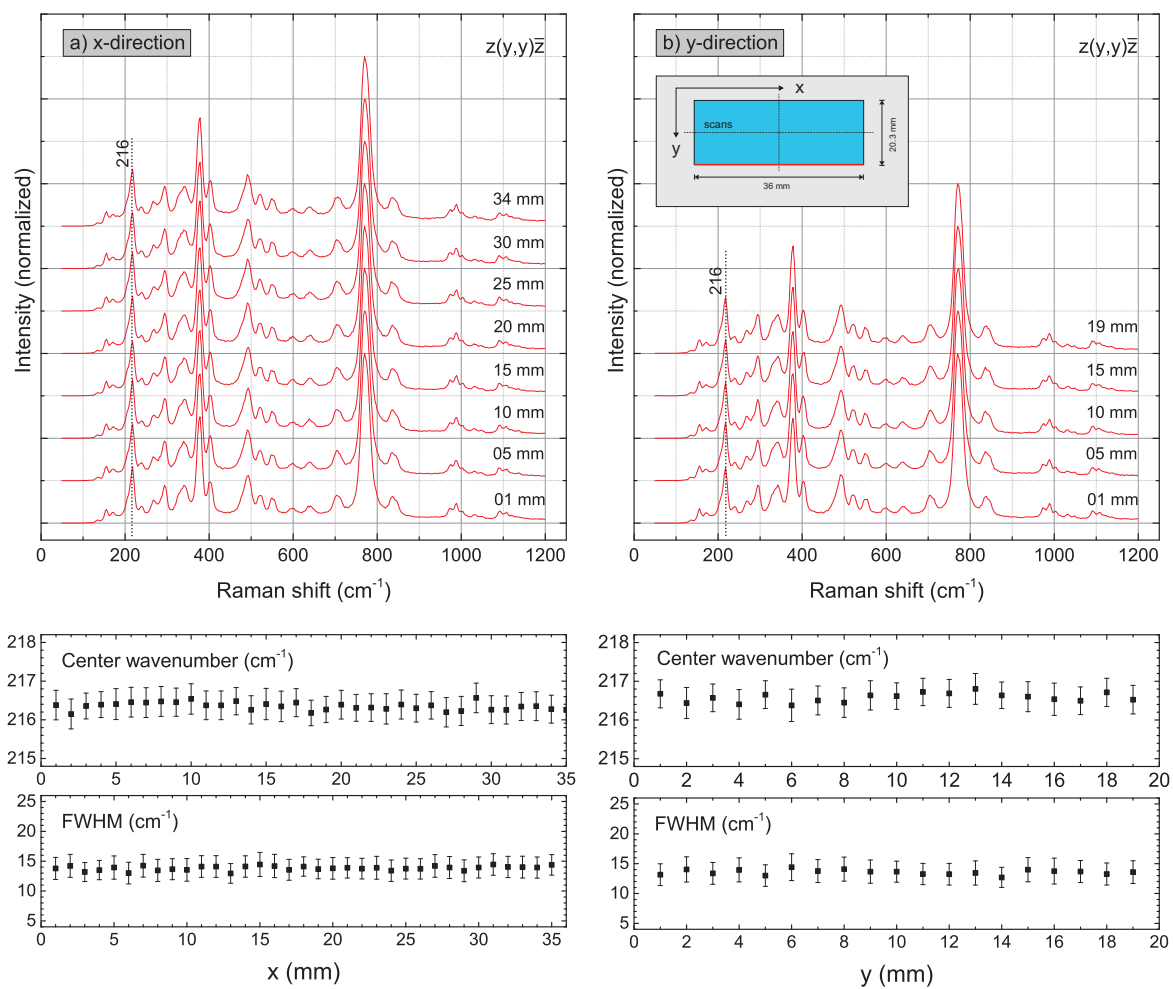 a) x-direction
z(y,y)z̅
216
34 mm
30 mm
25 mm
20 mm
15 mm
10 mm
05 mm
01 mm
Intensity (normalized)
0 200 400 600 800 1000 1200
Raman shift (cm⁻¹)
b) y-direction
z(y,y)z̅
x
scans
y
20.3 mm
36 mm
216
19 mm
15 mm
10 mm
05 mm
01 mm
Intensity (normalized)
0 200 400 600 800 1000 1200
Raman shift (cm⁻¹)
218
217
216
215
Center wavenumber (cm⁻¹)
0 5 10 15 20 25 30 35
25
20
15
10
5
FWHM (cm⁻¹)
0 5 10 15 20 25 30 35
x (mm)
218
217
216
215
Center wavenumber (cm⁻¹)
0 2 4 6 8 10 12 14 16 18 20
25
20
15
10
5
FWHM (cm⁻¹)
0 2 4 6 8 10 12 14 16 18 20
y (mm)